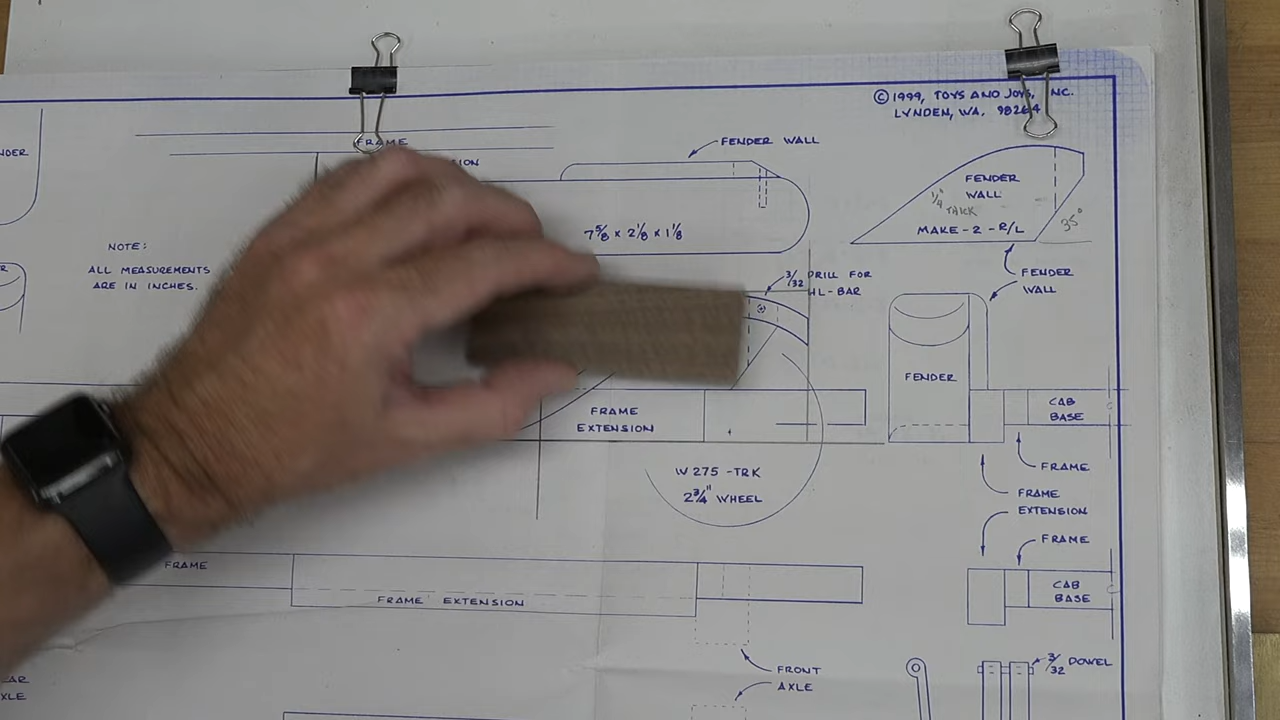 © 1999, TOYS AND JOYS, INC.
LYNDEN, WA. 98264
FRAME
FENDER WALL
FENDER
WALL
1/4" THICK
MAKE-2-R/L
35°
7 5/8 x 2 1/8 x 1 1/8
NOTE:
ALL MEASUREMENTS
ARE IN INCHES.
3/32 DRILL FOR
HL-BAR
FENDER
WALL
FENDER
FRAME
EXTENSION
CAB
BASE
W275-TRK
2 3/4" WHEEL
FRAME
FRAME
EXTENSION
FRAME
FRAME
FRAME EXTENSION
CAB
BASE
FRONT
AXLE
3/32 DOWEL